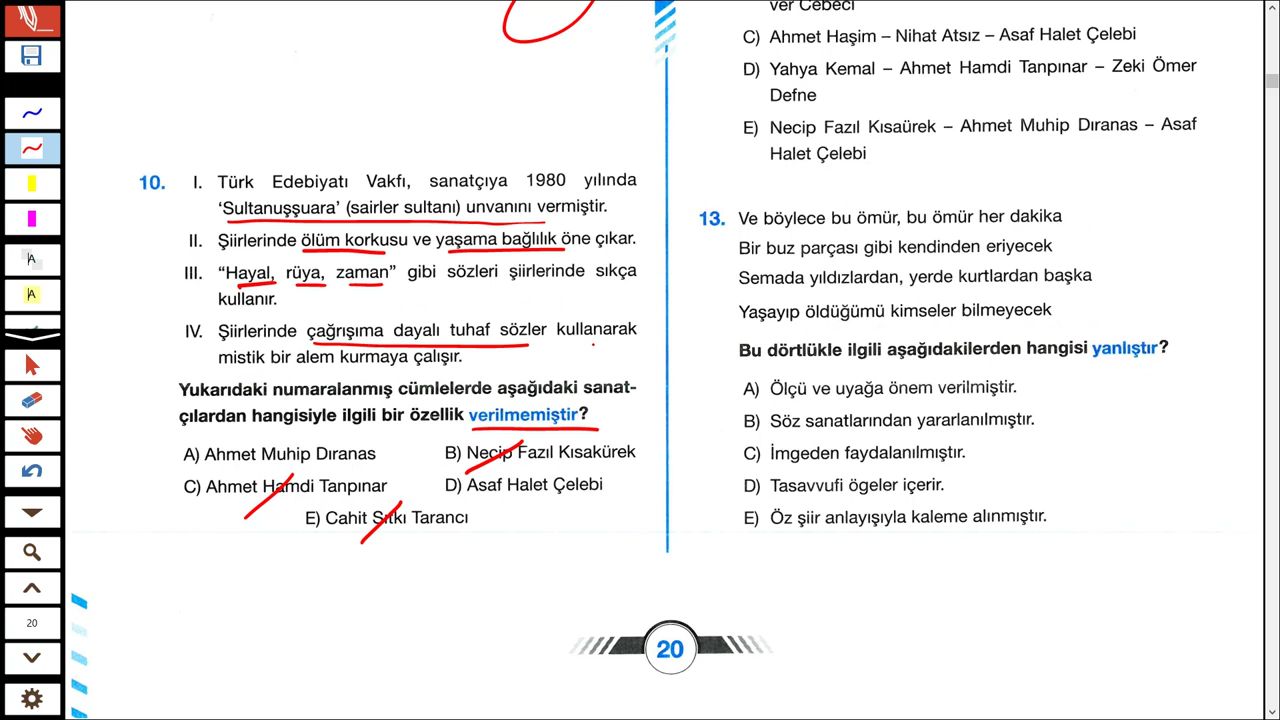 10. I. Türk Edebiyatı Vakfı, sanatçıya 1980 yılında
‘Sultanuşşuara’ (sairler sultanı) unvanını vermiştir.
II. Şiirlerinde ölüm korkusu ve yaşama bağlılık öne çıkar.
III. “Hayal, rüya, zaman” gibi sözleri şiirlerinde sıkça
kullanır.
IV. Şiirlerinde çağrışıma dayalı tuhaf sözler kullanarak
mistik bir alem kurmaya çalışır.
Yukarıdaki numaralanmış cümlelerde aşağıdaki sanat-
çılardan hangisiyle ilgili bir özellik verilmemiştir?
A) Ahmet Muhip Dıranas B) Necip Fazıl Kısakürek
C) Ahmet Hamdi Tanpınar D) Asaf Halet Çelebi
E) Cahit Sıtkı Tarancı
ver Cebeci
C) Ahmet Haşim – Nihat Atsız – Asaf Halet Çelebi
D) Yahya Kemal – Ahmet Hamdi Tanpınar – Zeki Ömer
Defne
E) Necip Fazıl Kısaürek – Ahmet Muhip Dıranas – Asaf
Halet Çelebi
13. Ve böylece bu ömür, bu ömür her dakika
Bir buz parçası gibi kendinden eriyecek
Semada yıldızlardan, yerde kurtlardan başka
Yaşayıp öldüğümü kimseler bilmeyecek
Bu dörtlükle ilgili aşağıdakilerden hangisi yanlıştır?
A) Ölçü ve uyağa önem verilmiştir.
B) Söz sanatlarından yararlanılmıştır.
C) İmgeden faydalanılmıştır.
D) Tasavvufi ögeler içerir.
E) Öz şiir anlayışıyla kaleme alınmıştır.
20
A
A
20